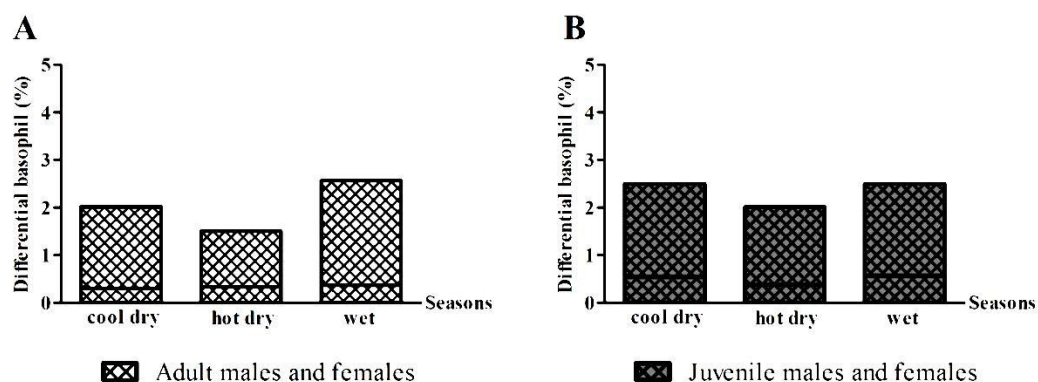 A
Differential basophil (%)
5
4
3
2
1
0
cool dry
hot dry
wet
Seasons
Adult males and females
B
Differential basophil (%)
5
4
3
2
1
0
cool dry
hot dry
wet
Seasons
Juvenile males and females